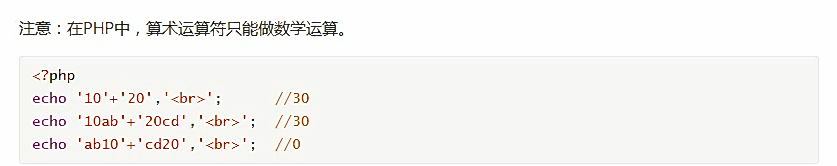 注意：在PHP中，算术运算符只能做数学运算。
<?php
echo '10'+'20','<br>';      //30
echo '10ab'+'20cd','<br>';  //30
echo 'ab10'+'cd20','<br>';  //0